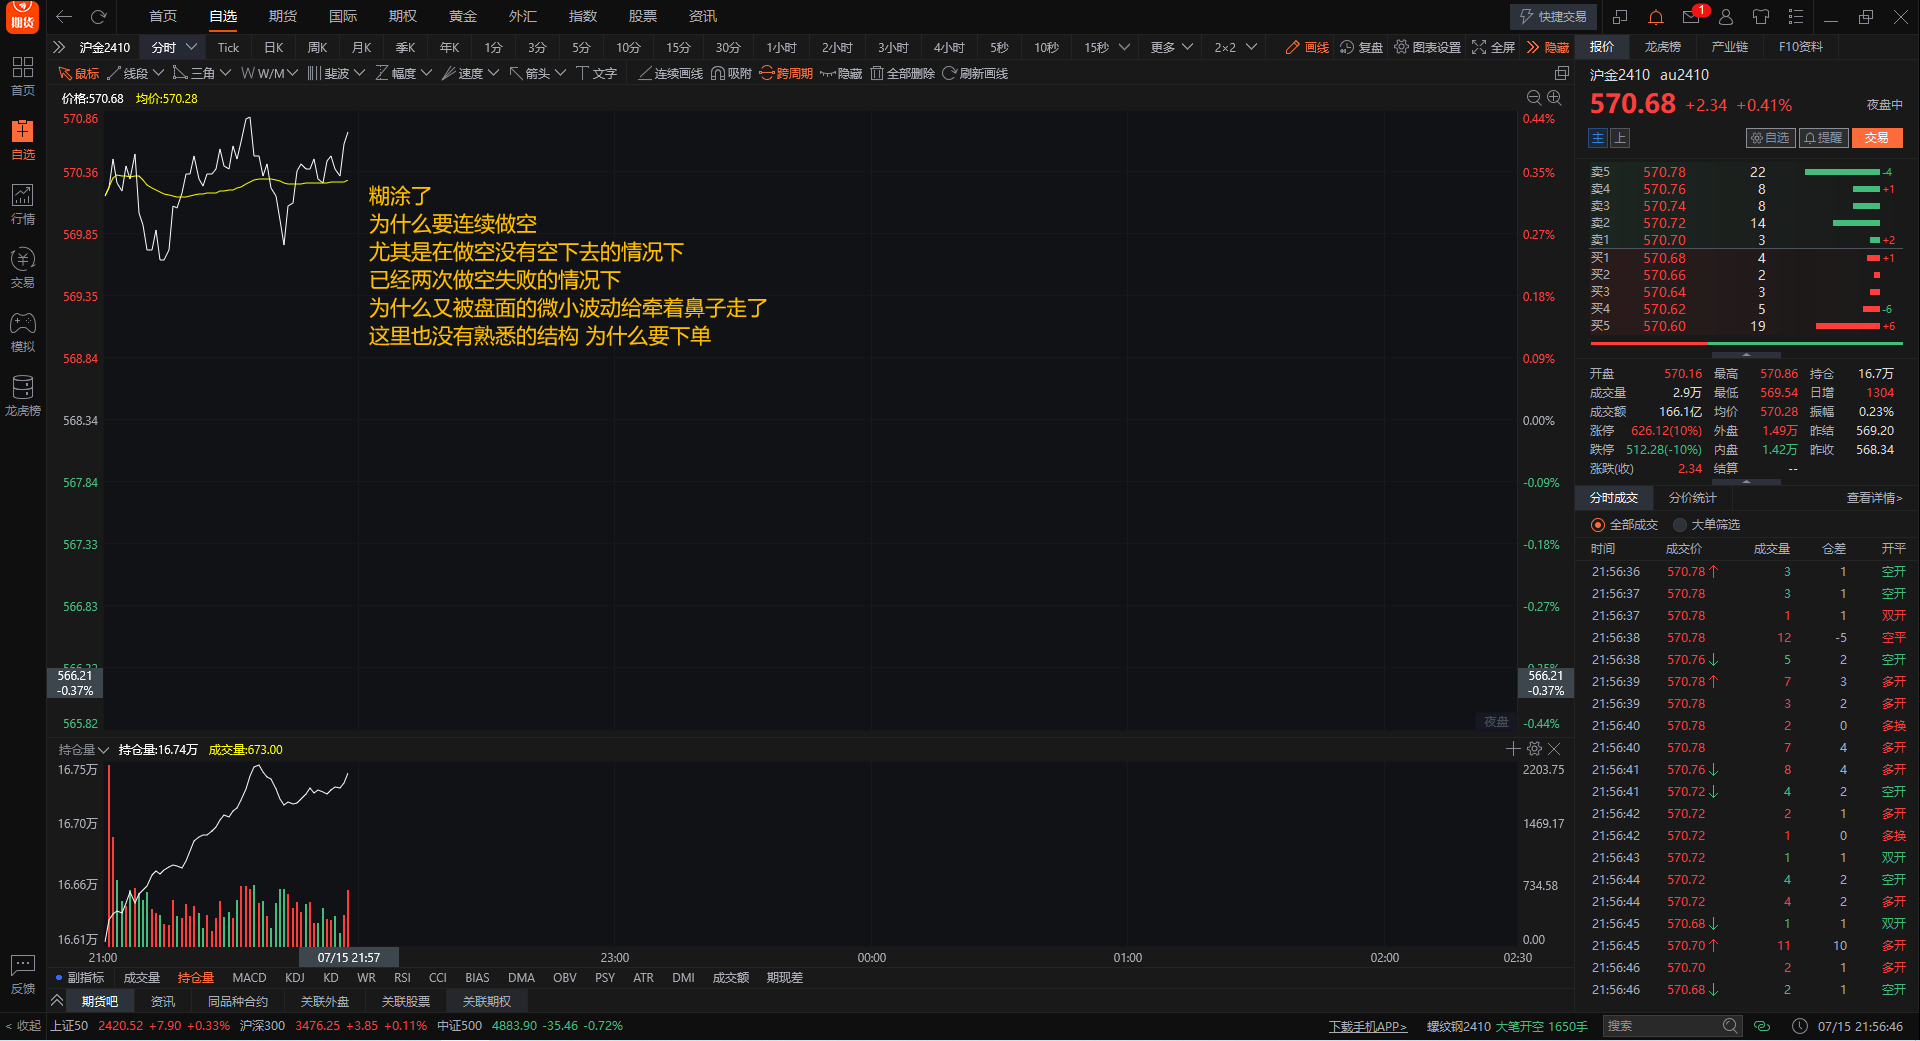 期货
首页 自选 期货 国际 期权 黄金 外汇 指数 股票 资讯
快捷交易 1
沪金2410 分时 Tick 日K 周K 月K 季K 年K 1分 3分 5分 10分 15分 30分 1小时 2小时 3小时 4小时 5秒 10秒 15秒 更多 2×2 画线 复盘 图表设置 全屏 隐藏
报价 龙虎榜 产业链 F10资料
鼠标 线段 三角 W/M 斐波 幅度 速度 箭头 文字 连续画线 吸附 跨周期 隐藏 全部删除 刷新画线
首页
自选
行情
交易
模拟
龙虎榜
反馈
价格:570.68 均价:570.28
570.86 0.44%
570.36 0.35%
569.85 0.27%
569.35 0.18%
568.84 0.09%
568.34 0.00%
567.84 -0.09%
567.33 -0.18%
566.83 -0.27%
566.21 566.21
-0.37% -0.37%
565.82 夜盘 -0.44%
糊涂了
为什么要连续做空
尤其是在做空没有空下去的情况下
已经两次做空失败的情况下
为什么又被盘面的微小波动给牵着鼻子走了
这里也没有熟悉的结构 为什么要下单
持仓量 持仓量:16.74万 成交量:673.00
16.75万 2203.75
16.70万 1469.17
16.66万 734.58
16.61万 0.00
21:00 07/15 21:57 23:00 00:00 01:00 02:00 02:30
副指标 成交量 持仓量 MACD KDJ KD WR RSI CCI BIAS DMA OBV PSY ATR DMI 成交额 期现差
期货吧 资讯 同品种合约 关联外盘 关联股票 关联期权
沪金2410 au2410
570.68 +2.34 +0.41% 夜盘中
主 上 自选 提醒 交易
卖5 570.78 22 -4
卖4 570.76 8 +1
卖3 570.74 8
卖2 570.72 14
卖1 570.70 3 +2
买1 570.68 4 +1
买2 570.66 2
买3 570.64 3
买4 570.62 5 -6
买5 570.60 19 +6
开盘 570.16 最高 570.86 持仓 16.7万
成交量 2.9万 最低 569.54 日增 1304
成交额 166.1亿 均价 570.28 振幅 0.23%
涨停 626.12(10%) 外盘 1.49万 昨结 569.20
跌停 512.28(-10%) 内盘 1.42万 昨收 568.34
涨跌(收) 2.34 结算 --
分时成交 分价统计 查看详情>
全部成交 大单筛选
时间 成交价 成交量 仓差 开平
21:56:36 570.78↑ 3 1 空开
21:56:37 570.78 3 1 空开
21:56:37 570.78 1 1 双开
21:56:38 570.78 12 -5 空平
21:56:38 570.76↓ 5 2 空开
21:56:39 570.78↑ 7 3 多开
21:56:39 570.78 3 2 多开
21:56:40 570.78 2 0 多换
21:56:40 570.78 7 4 多开
21:56:41 570.76↓ 8 4 多开
21:56:41 570.72↓ 4 2 空开
21:56:42 570.72 2 1 多开
21:56:42 570.72 1 0 多换
21:56:43 570.72 1 1 双开
21:56:44 570.72 4 2 空开
21:56:44 570.72 4 2 多开
21:56:45 570.68↓ 1 1 双开
21:56:45 570.70↑ 11 10 多开
21:56:46 570.70 2 1 多开
21:56:46 570.68↓ 2 1 空开
< 收起 上证50 2420.52 +7.90 +0.33% 沪深300 3476.25 +3.85 +0.11% 中证500 4883.90 -35.46 -0.72% 下载手机APP> 螺纹钢2410 大笔开空 1650手 搜索 07/15 21:56:46